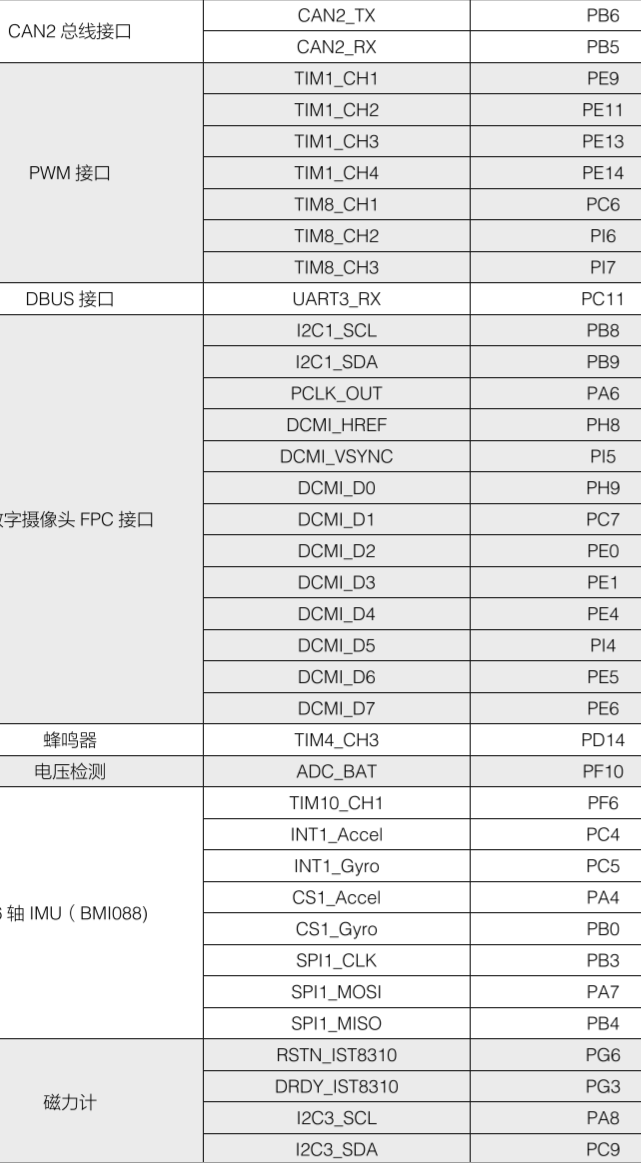 CAN2 总线接口
CAN2_TX PB6
CAN2_RX PB5
PWM 接口
TIM1_CH1 PE9
TIM1_CH2 PE11
TIM1_CH3 PE13
TIM1_CH4 PE14
TIM8_CH1 PC6
TIM8_CH2 PI6
TIM8_CH3 PI7
DBUS 接口 UART3_RX PC11
字摄像头 FPC 接口
I2C1_SCL PB8
I2C1_SDA PB9
PCLK_OUT PA6
DCMI_HREF PH8
DCMI_VSYNC PI5
DCMI_D0 PH9
DCMI_D1 PC7
DCMI_D2 PE0
DCMI_D3 PE1
DCMI_D4 PE4
DCMI_D5 PI4
DCMI_D6 PE5
DCMI_D7 PE6
蜂鸣器 TIM4_CH3 PD14
电压检测 ADC_BAT PF10
轴 IMU（BMI088)
TIM10_CH1 PF6
INT1_Accel PC4
INT1_Gyro PC5
CS1_Accel PA4
CS1_Gyro PB0
SPI1_CLK PB3
SPI1_MOSI PA7
SPI1_MISO PB4
磁力计
RSTN_IST8310 PG6
DRDY_IST8310 PG3
I2C3_SCL PA8
I2C3_SDA PC9